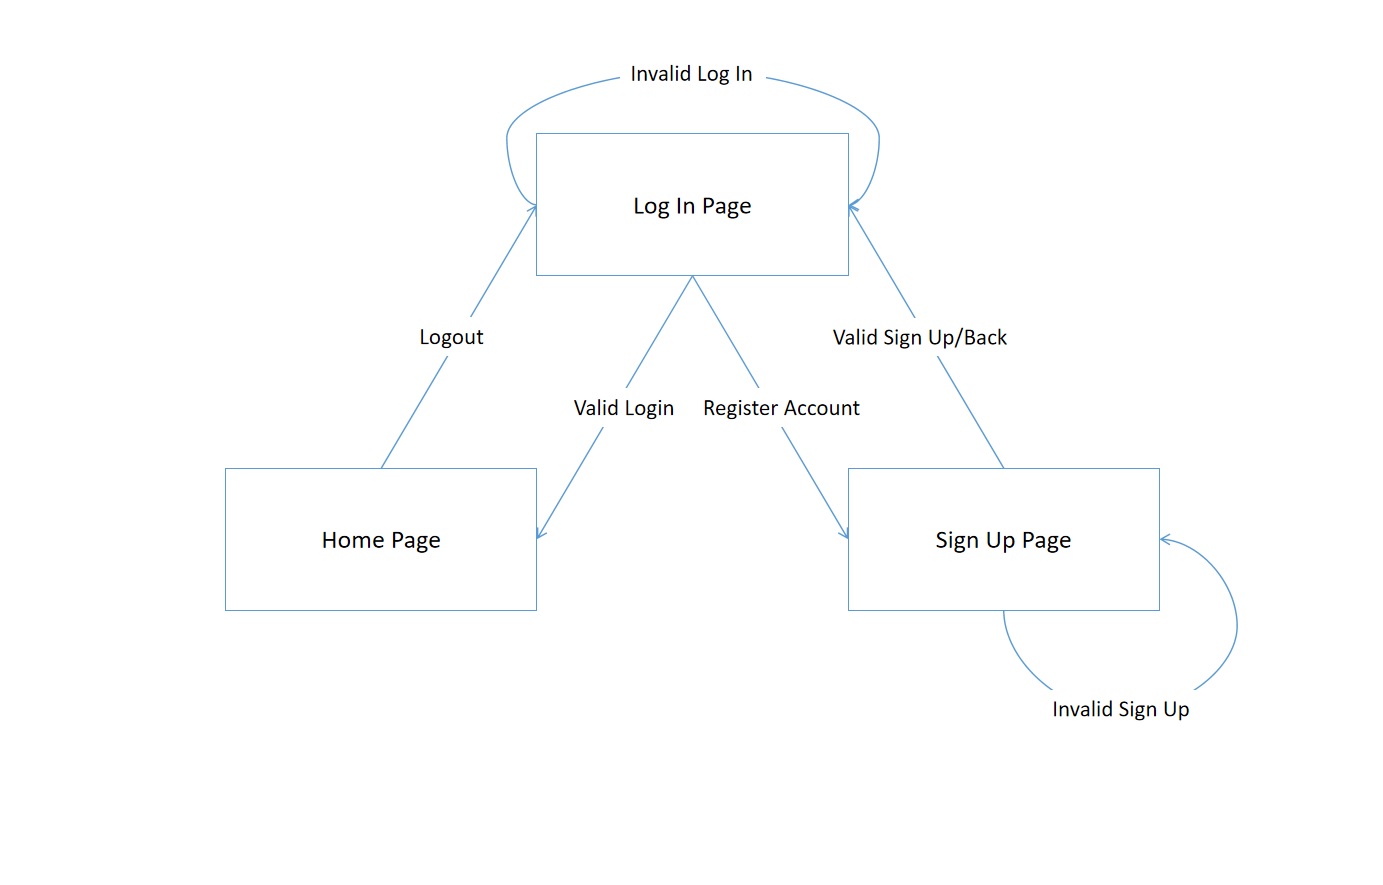 Invalid Log In
Log In Page
Logout
Valid Sign Up/Back
Valid Login
Register Account
Home Page
Sign Up Page
Invalid Sign Up